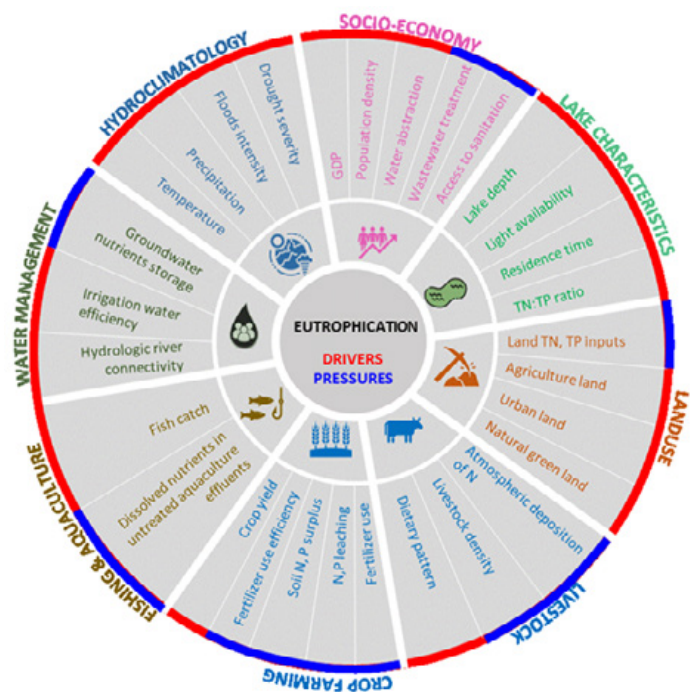 SOCIO-ECONOMY
GDP
Population density
Water abstraction
Wastewater treatment
Access to sanitation
LAKE CHARACTERISTICS
Lake depth
Light availability
Residence time
TN:TP ratio
LANDUSE
Land TN, TP inputs
Agriculture land
Urban land
Natural green land
LIVESTOCK
Atmospheric deposition
of N
Livestock density
Dietary pattern
CROP FARMING
Fertilizer use
N,P leaching
Soil N, P surplus
Fertilizer use efficiency
Crop yield
FISHING & AQUACULTURE
Dissolved nutrients in
untreated aquaculture
effluents
Fish catch
WATER MANAGEMENT
Hydrologic river
connectivity
Irrigation water
efficiency
Groundwater
nutrients storage
HYDROCLIMATOLOGY
Temperature
Precipitation
Floods intensity
Drought severity
EUTROPHICATION
DRIVERS
PRESSURES